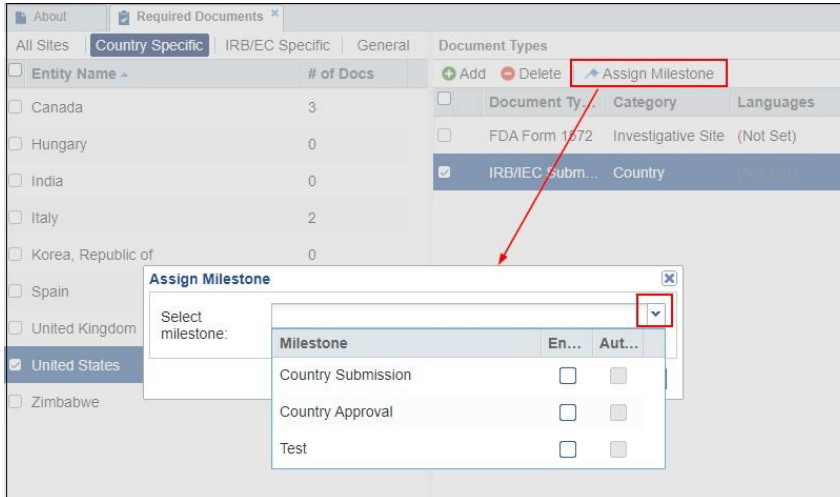 About
Required Documents
All Sites Country Specific IRB/EC Specific General
Document Types
Entity Name # of Docs
Add Delete Assign Milestone
Document Ty... Category Languages
Canada 3
FDA Form 1572 Investigative Site (Not Set)
Hungary 0
India 0
IRB/IEC Subm... Country (Not Set)
Italy 2
Korea, Republic of 0
Spain
United Kingdom
United States
Zimbabwe
Assign Milestone
Select
milestone:
Milestone En... Aut...
Country Submission
Country Approval
Test